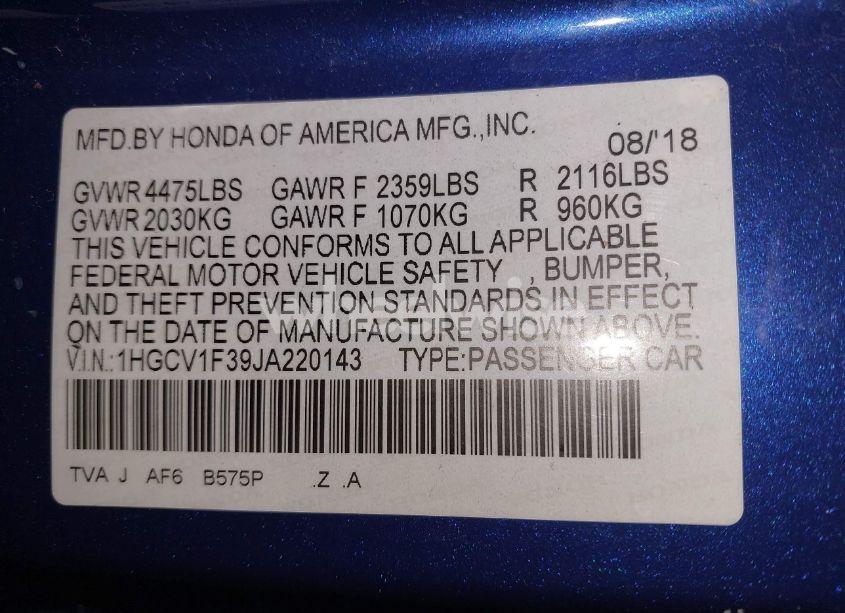 MFD.BY HONDA OF AMERICA MFG.,INC. 08/'18
GVWR 4475LBS GAWR F 2359LBS R 2116LBS
GVWR 2030KG GAWR F 1070KG R 960KG
THIS VEHICLE CONFORMS TO ALL APPLICABLE
FEDERAL MOTOR VEHICLE SAFETY , BUMPER,
AND THEFT PREVENTION STANDARDS IN EFFECT
ON THE DATE OF MANUFACTURE SHOWN ABOVE.
V.I.N.:1HGCV1F39JA220143 TYPE:PASSENGER CAR
TVA J AF6 B575P .Z .A